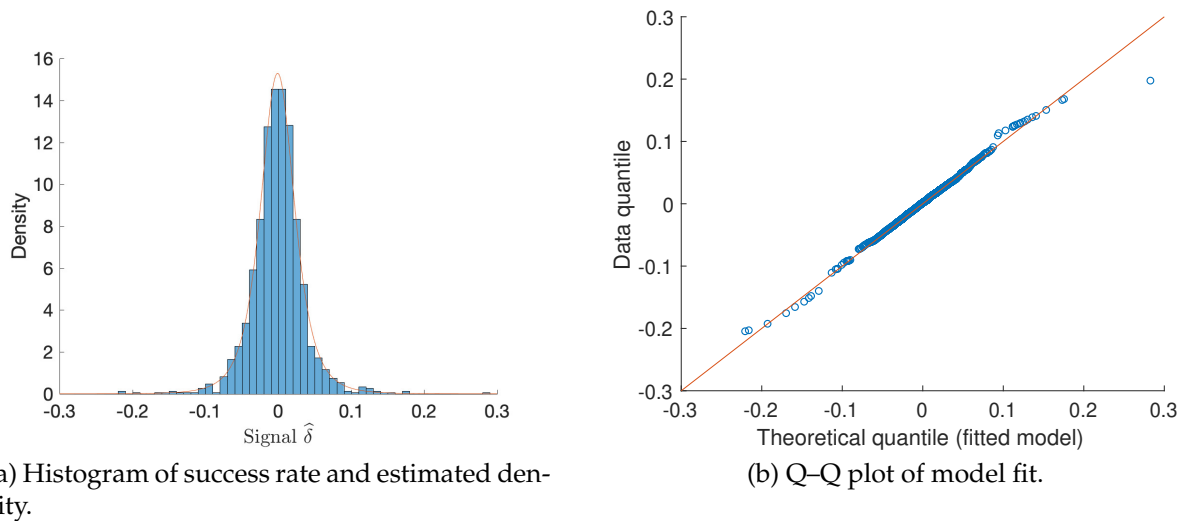 16
14
12
10
8
6
4
2
0
Density
-0.3 -0.2 -0.1 0 0.1 0.2 0.3
Signal δ̂
a) Histogram of success rate and estimated den-
ity.
0.3
0.2
0.1
0
-0.1
-0.2
-0.3
Data quantile
-0.3 -0.2 -0.1 0 0.1 0.2 0.3
Theoretical quantile (fitted model)
(b) Q–Q plot of model fit.